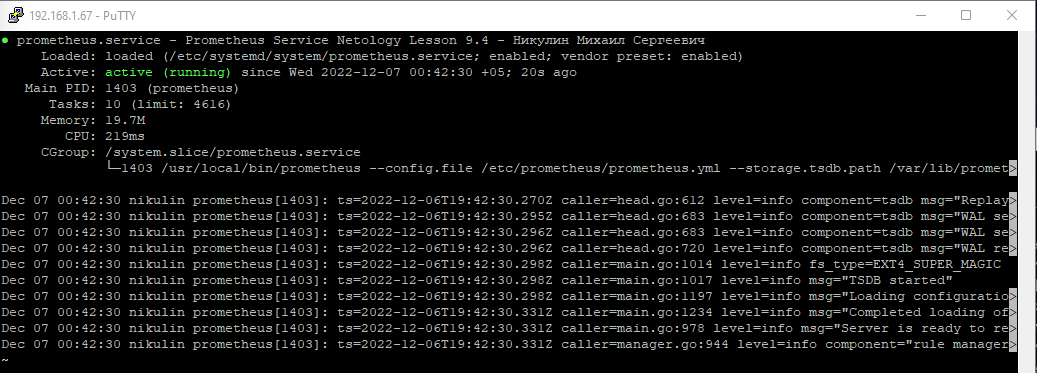 192.168.1.67 - PuTTY
● prometheus.service - Prometheus Service Netology Lesson 9.4 - Никулин Михаил Сергеевич
Loaded: loaded (/etc/systemd/system/prometheus.service; enabled; vendor preset: enabled)
Active: active (running) since Wed 2022-12-07 00:42:30 +05; 20s ago
Main PID: 1403 (prometheus)
Tasks: 10 (limit: 4616)
Memory: 19.7M
CPU: 219ms
CGroup: /system.slice/prometheus.service
└─1403 /usr/local/bin/prometheus --config.file /etc/prometheus/prometheus.yml --storage.tsdb.path /var/lib/promet>
Dec 07 00:42:30 nikulin prometheus[1403]: ts=2022-12-06T19:42:30.270Z caller=head.go:612 level=info component=tsdb msg="Replay>
Dec 07 00:42:30 nikulin prometheus[1403]: ts=2022-12-06T19:42:30.295Z caller=head.go:683 level=info component=tsdb msg="WAL se>
Dec 07 00:42:30 nikulin prometheus[1403]: ts=2022-12-06T19:42:30.296Z caller=head.go:683 level=info component=tsdb msg="WAL se>
Dec 07 00:42:30 nikulin prometheus[1403]: ts=2022-12-06T19:42:30.296Z caller=head.go:720 level=info component=tsdb msg="WAL re>
Dec 07 00:42:30 nikulin prometheus[1403]: ts=2022-12-06T19:42:30.298Z caller=main.go:1014 level=info fs_type=EXT4_SUPER_MAGIC
Dec 07 00:42:30 nikulin prometheus[1403]: ts=2022-12-06T19:42:30.298Z caller=main.go:1017 level=info msg="TSDB started"
Dec 07 00:42:30 nikulin prometheus[1403]: ts=2022-12-06T19:42:30.298Z caller=main.go:1197 level=info msg="Loading configuratio>
Dec 07 00:42:30 nikulin prometheus[1403]: ts=2022-12-06T19:42:30.331Z caller=main.go:1234 level=info msg="Completed loading of>
Dec 07 00:42:30 nikulin prometheus[1403]: ts=2022-12-06T19:42:30.331Z caller=main.go:978 level=info msg="Server is ready to re>
Dec 07 00:42:30 nikulin prometheus[1403]: ts=2022-12-06T19:42:30.331Z caller=manager.go:944 level=info component="rule manager>
~